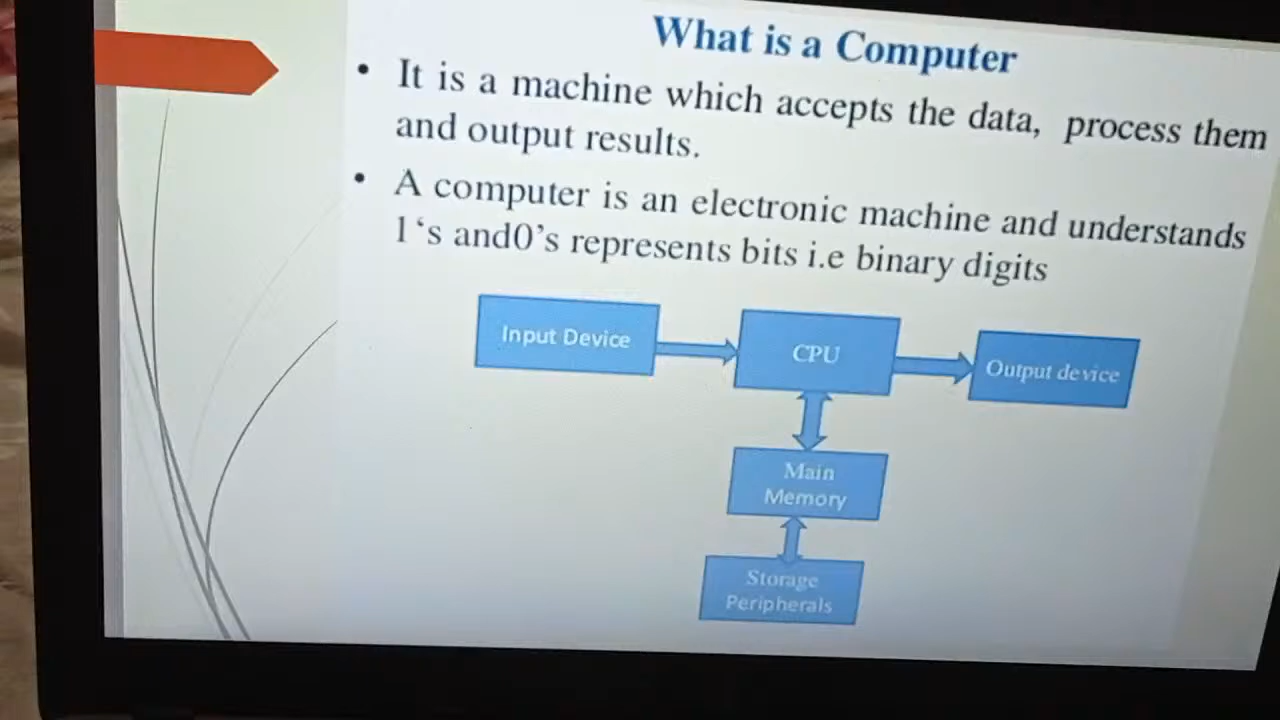 What is a Computer
• It is a machine which accepts the data, process them
and output results.
• A computer is an electronic machine and understands
1‘s and0’s represents bits i.e binary digits
Input Device
CPU
Output device
Main
Memory
Storage
Peripherals